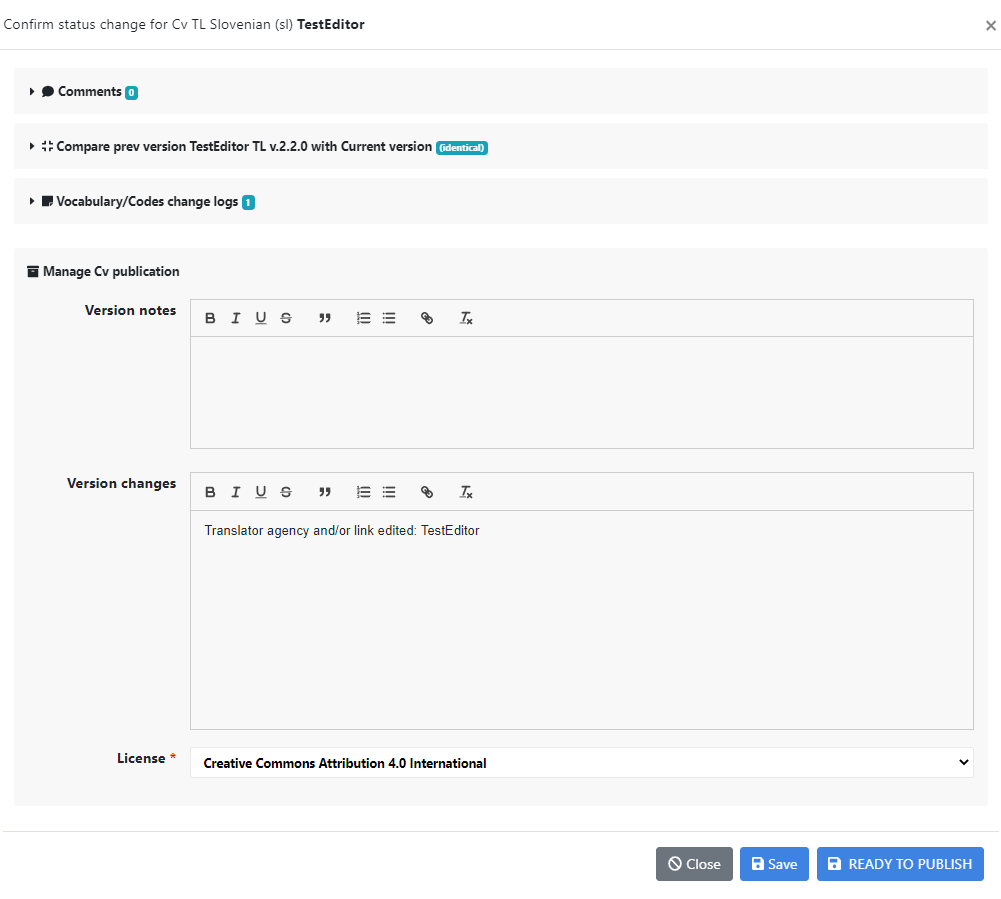 Confirm status change for Cv TL Slovenian (sl) TestEditor
Comments 0
Compare prev version TestEditor TL v.2.2.0 with Current version (identical)
Vocabulary/Codes change logs 1
Manage Cv publication
Version notes
Version changes
Translator agency and/or link edited: TestEditor
License *
Creative Commons Attribution 4.0 International
Close
Save
READY TO PUBLISH